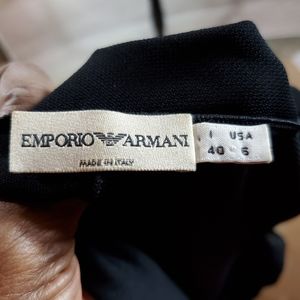 EMPORIO ARMANI
MADE IN ITALY
I USA
40 6